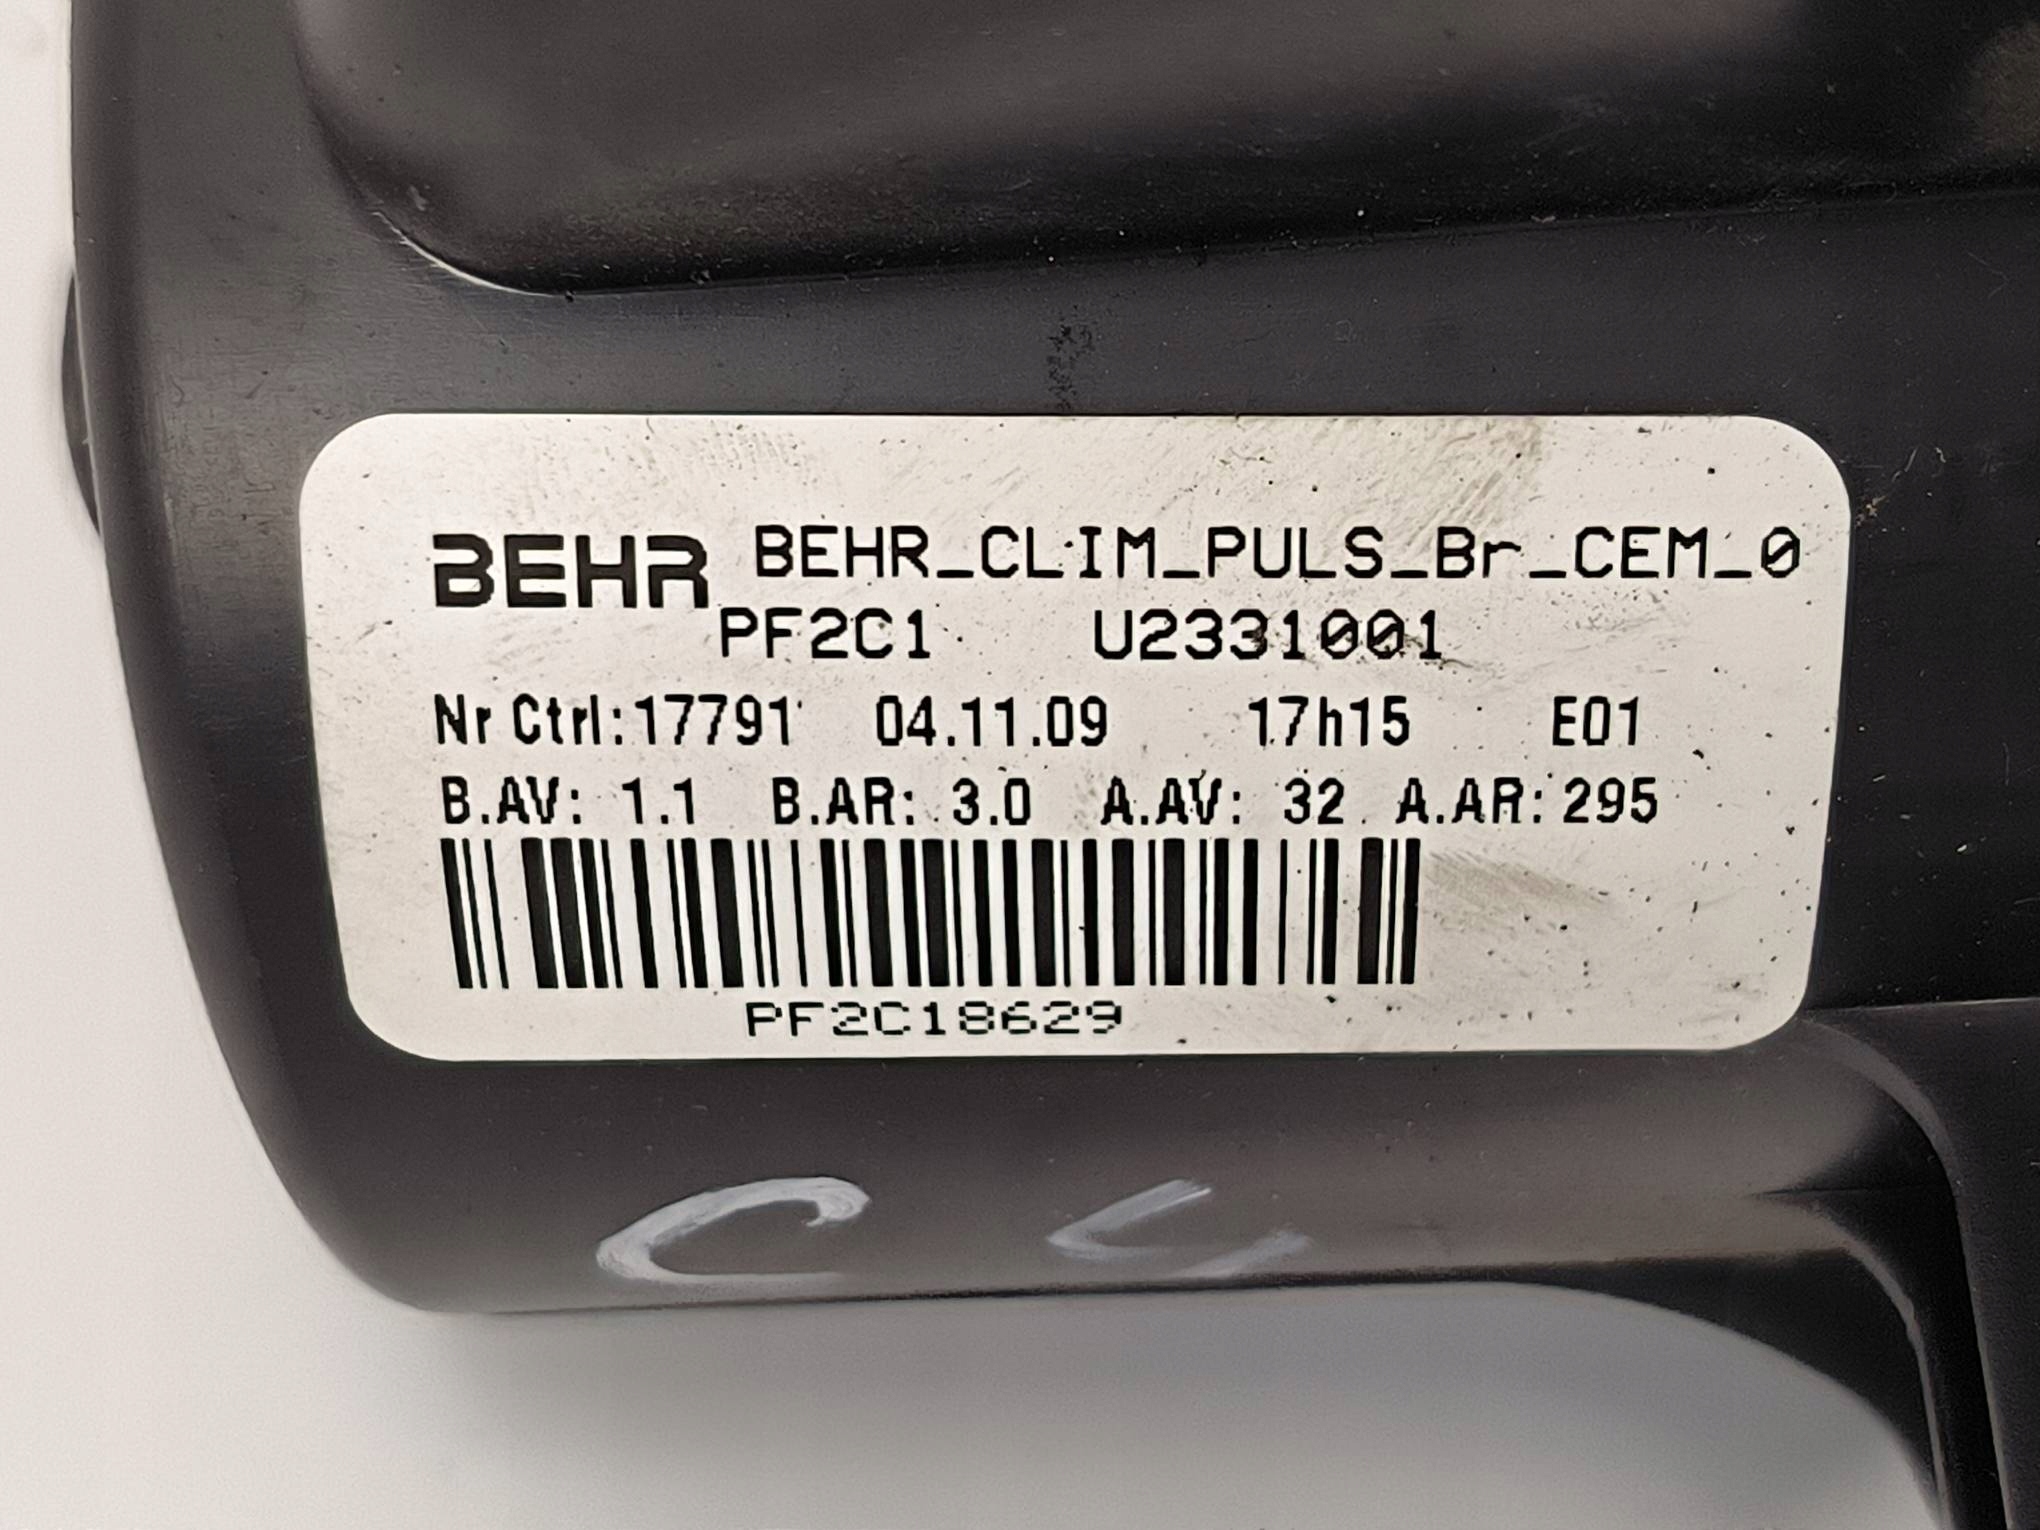 BEHR BEHR_CLIM_PULS_Br_CEM_0
PF2C1 U2331001
Nr Ctrl:17791 04.11.09 17h15 E01
B.AV: 1.1 B.AR: 3.0 A.AV: 32 A.AR: 295
PF2C18629